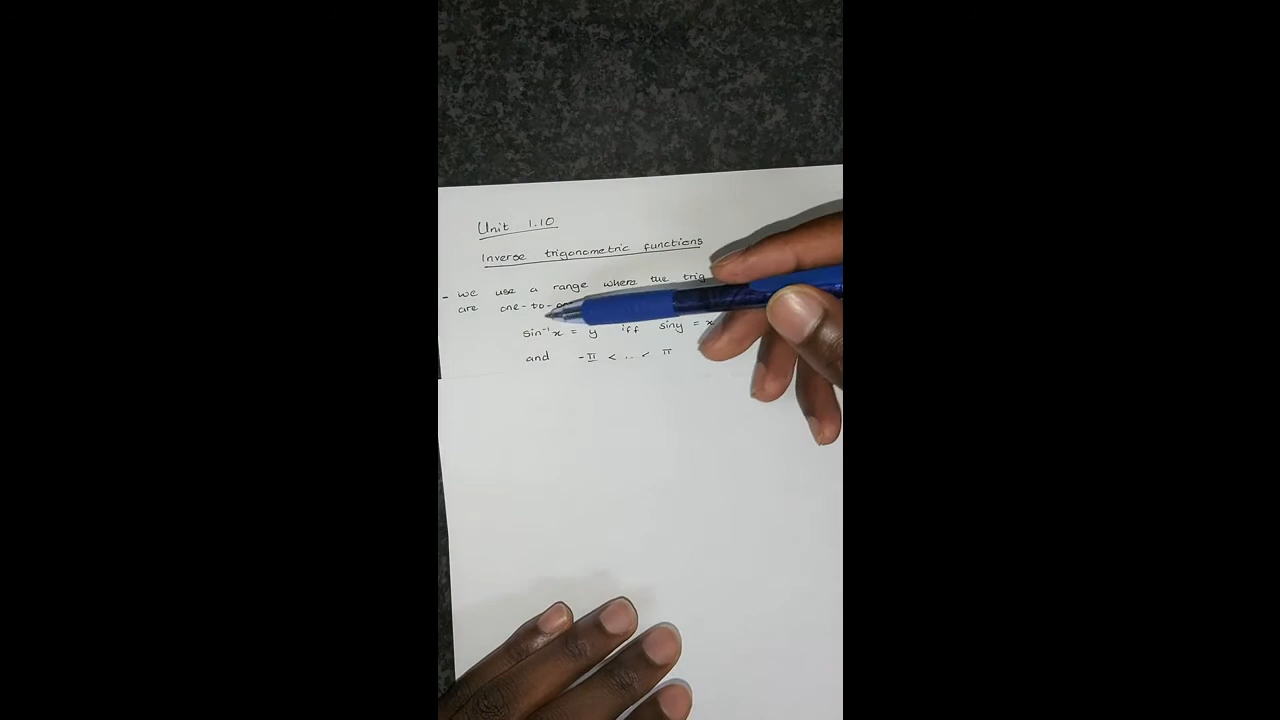 Unit 1.10
Inverse trigonometric functions
- we use a range where the trig
are one-to-
sin⁻¹x = y iff siny = x
and -π < ... < π